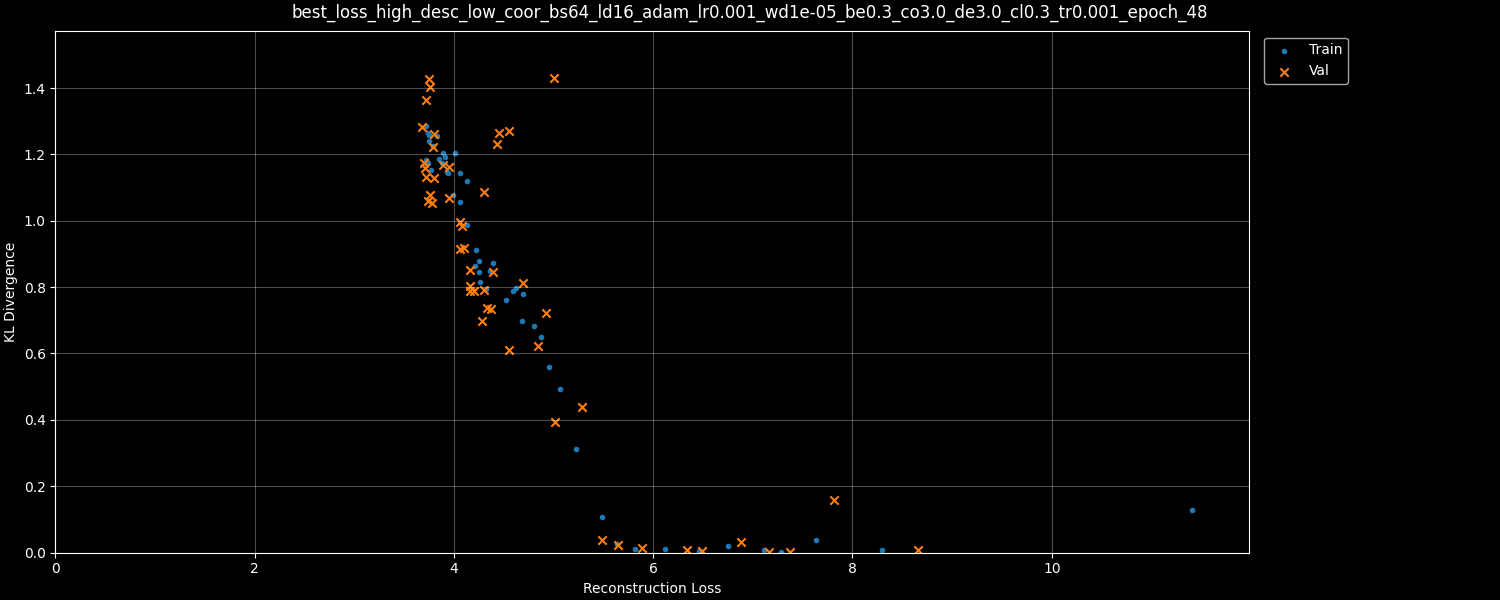 best_loss_high_desc_low_coor_bs64_ld16_adam_lr0.001_wd1e-05_be0.3_co3.0_de3.0_cl0.3_tr0.001_epoch_48
Train
Val
1.4
1.2
1.0
0.8
0.6
0.4
0.2
0.0
KL Divergence
0 2 4 6 8 10
Reconstruction Loss